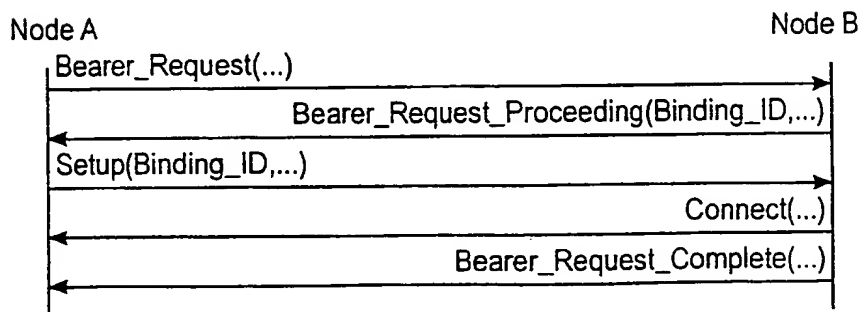 Node A
Node B
Bearer_Request(...)
Bearer_Request_Proceeding(Binding_ID,...)
Setup(Binding_ID,...)
Connect(...)
Bearer_Request_Complete(...)